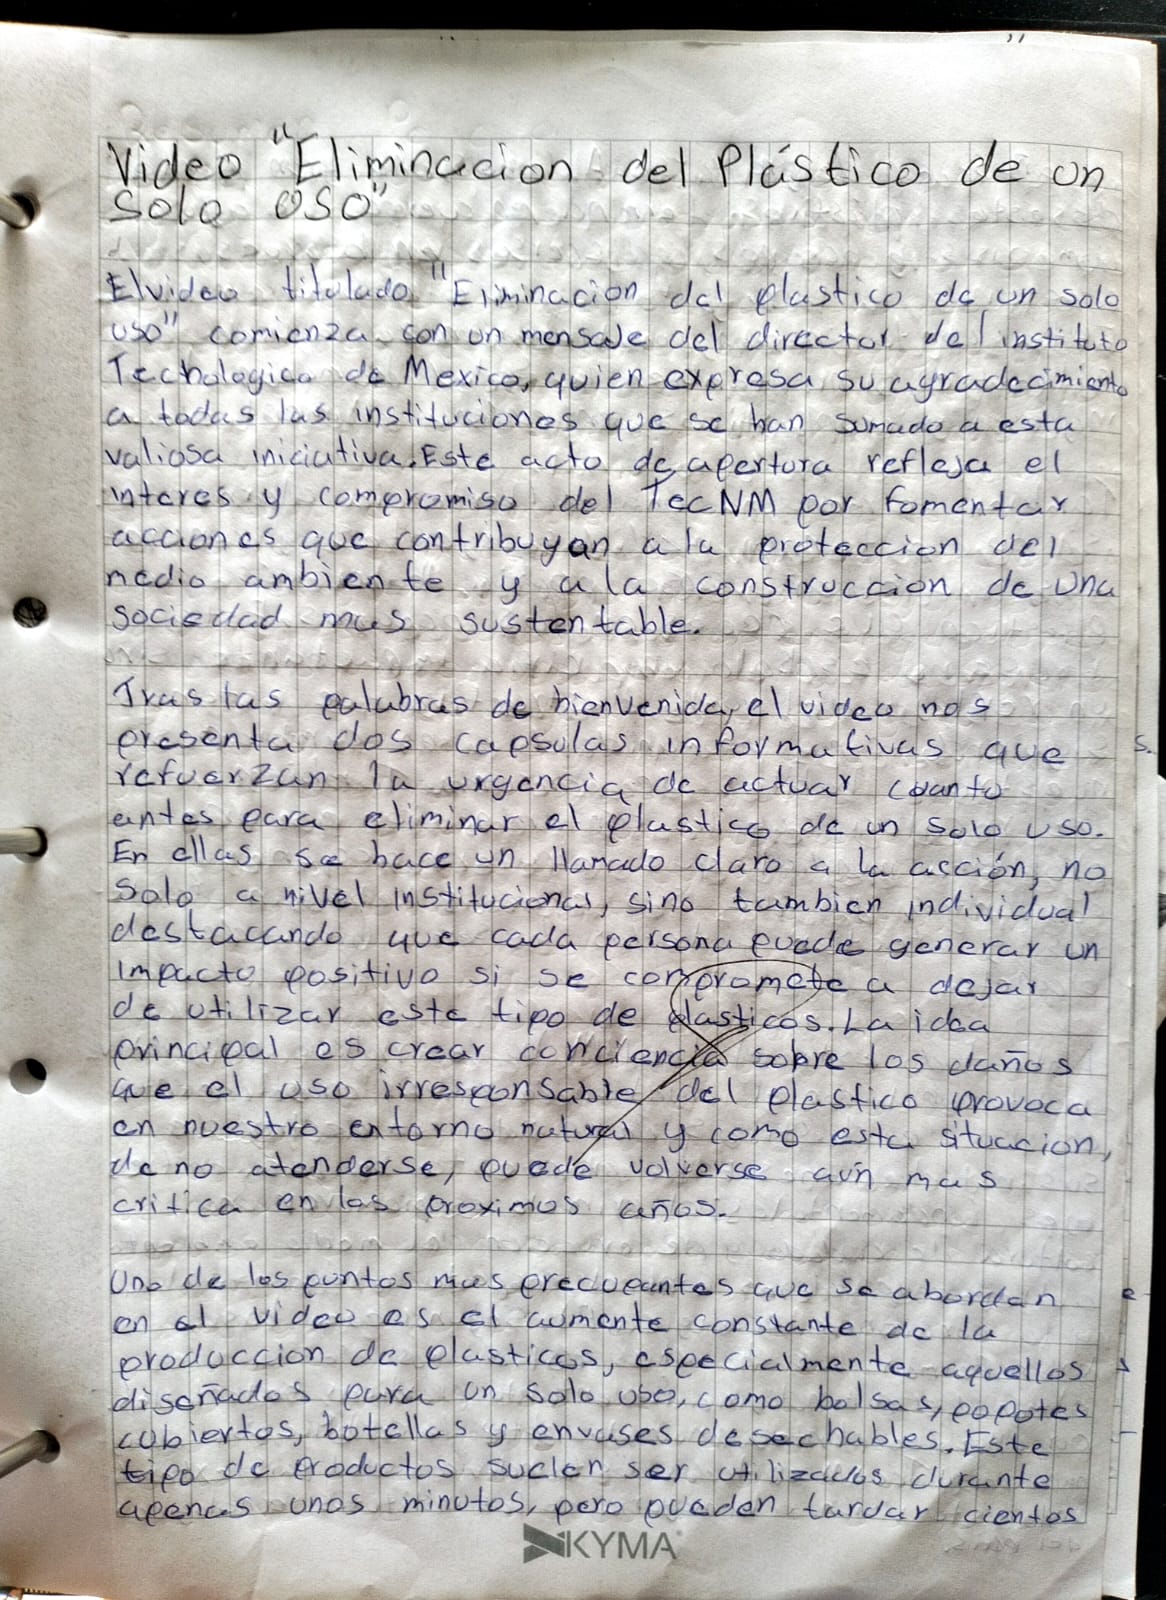 Video "Eliminacion del Plástico de un
Solo USO"
El video titulado "Eliminacion del plastico de un solo
uso" comienza con un mensaje del director del instituto
Tecnologico de Mexico, quien expresa su agradecimiento
a todas las instituciones que se han sumado a esta
valiosa iniciativa. Este acto de apertura refleja el
interes y compromiso del TecNM por fomentar
acciones que contribuyan a la proteccion del
medio ambiente y a la construccion de una
sociedad mas sustentable.
Tras las palabras de bienvenida, el video nos
presenta dos capsulas informativas que
refuerzan la urgencia de actuar cuanto
antes para eliminar el plastico de un solo uso.
En ellas se hace un llamado claro a la acción, no
solo a nivel institucional, sino tambien individual
destacando que cada persona puede generar un
impacto positivo si se compromete a dejar
de utilizar este tipo de plasticos. La idea
principal es crear conciencia sobre los daños
que el uso irresponsable del plastico provoca
en nuestro entorno natural y como esta situacion,
de no atenderse, puede volverse aún mas
critica en los proximos años.
Uno de los puntos mas precupantes que se abordan
en el video es el aumente constante de la
produccion de plasticos, especialmente aquellos
diseñados para un solo uso, como bolsas, popotes
cubiertos, botellas y envases desechables. Este
tipo de productos suelen ser utilizados durante
apenas unos minutos, pero pueden tardar cientos
KYMA